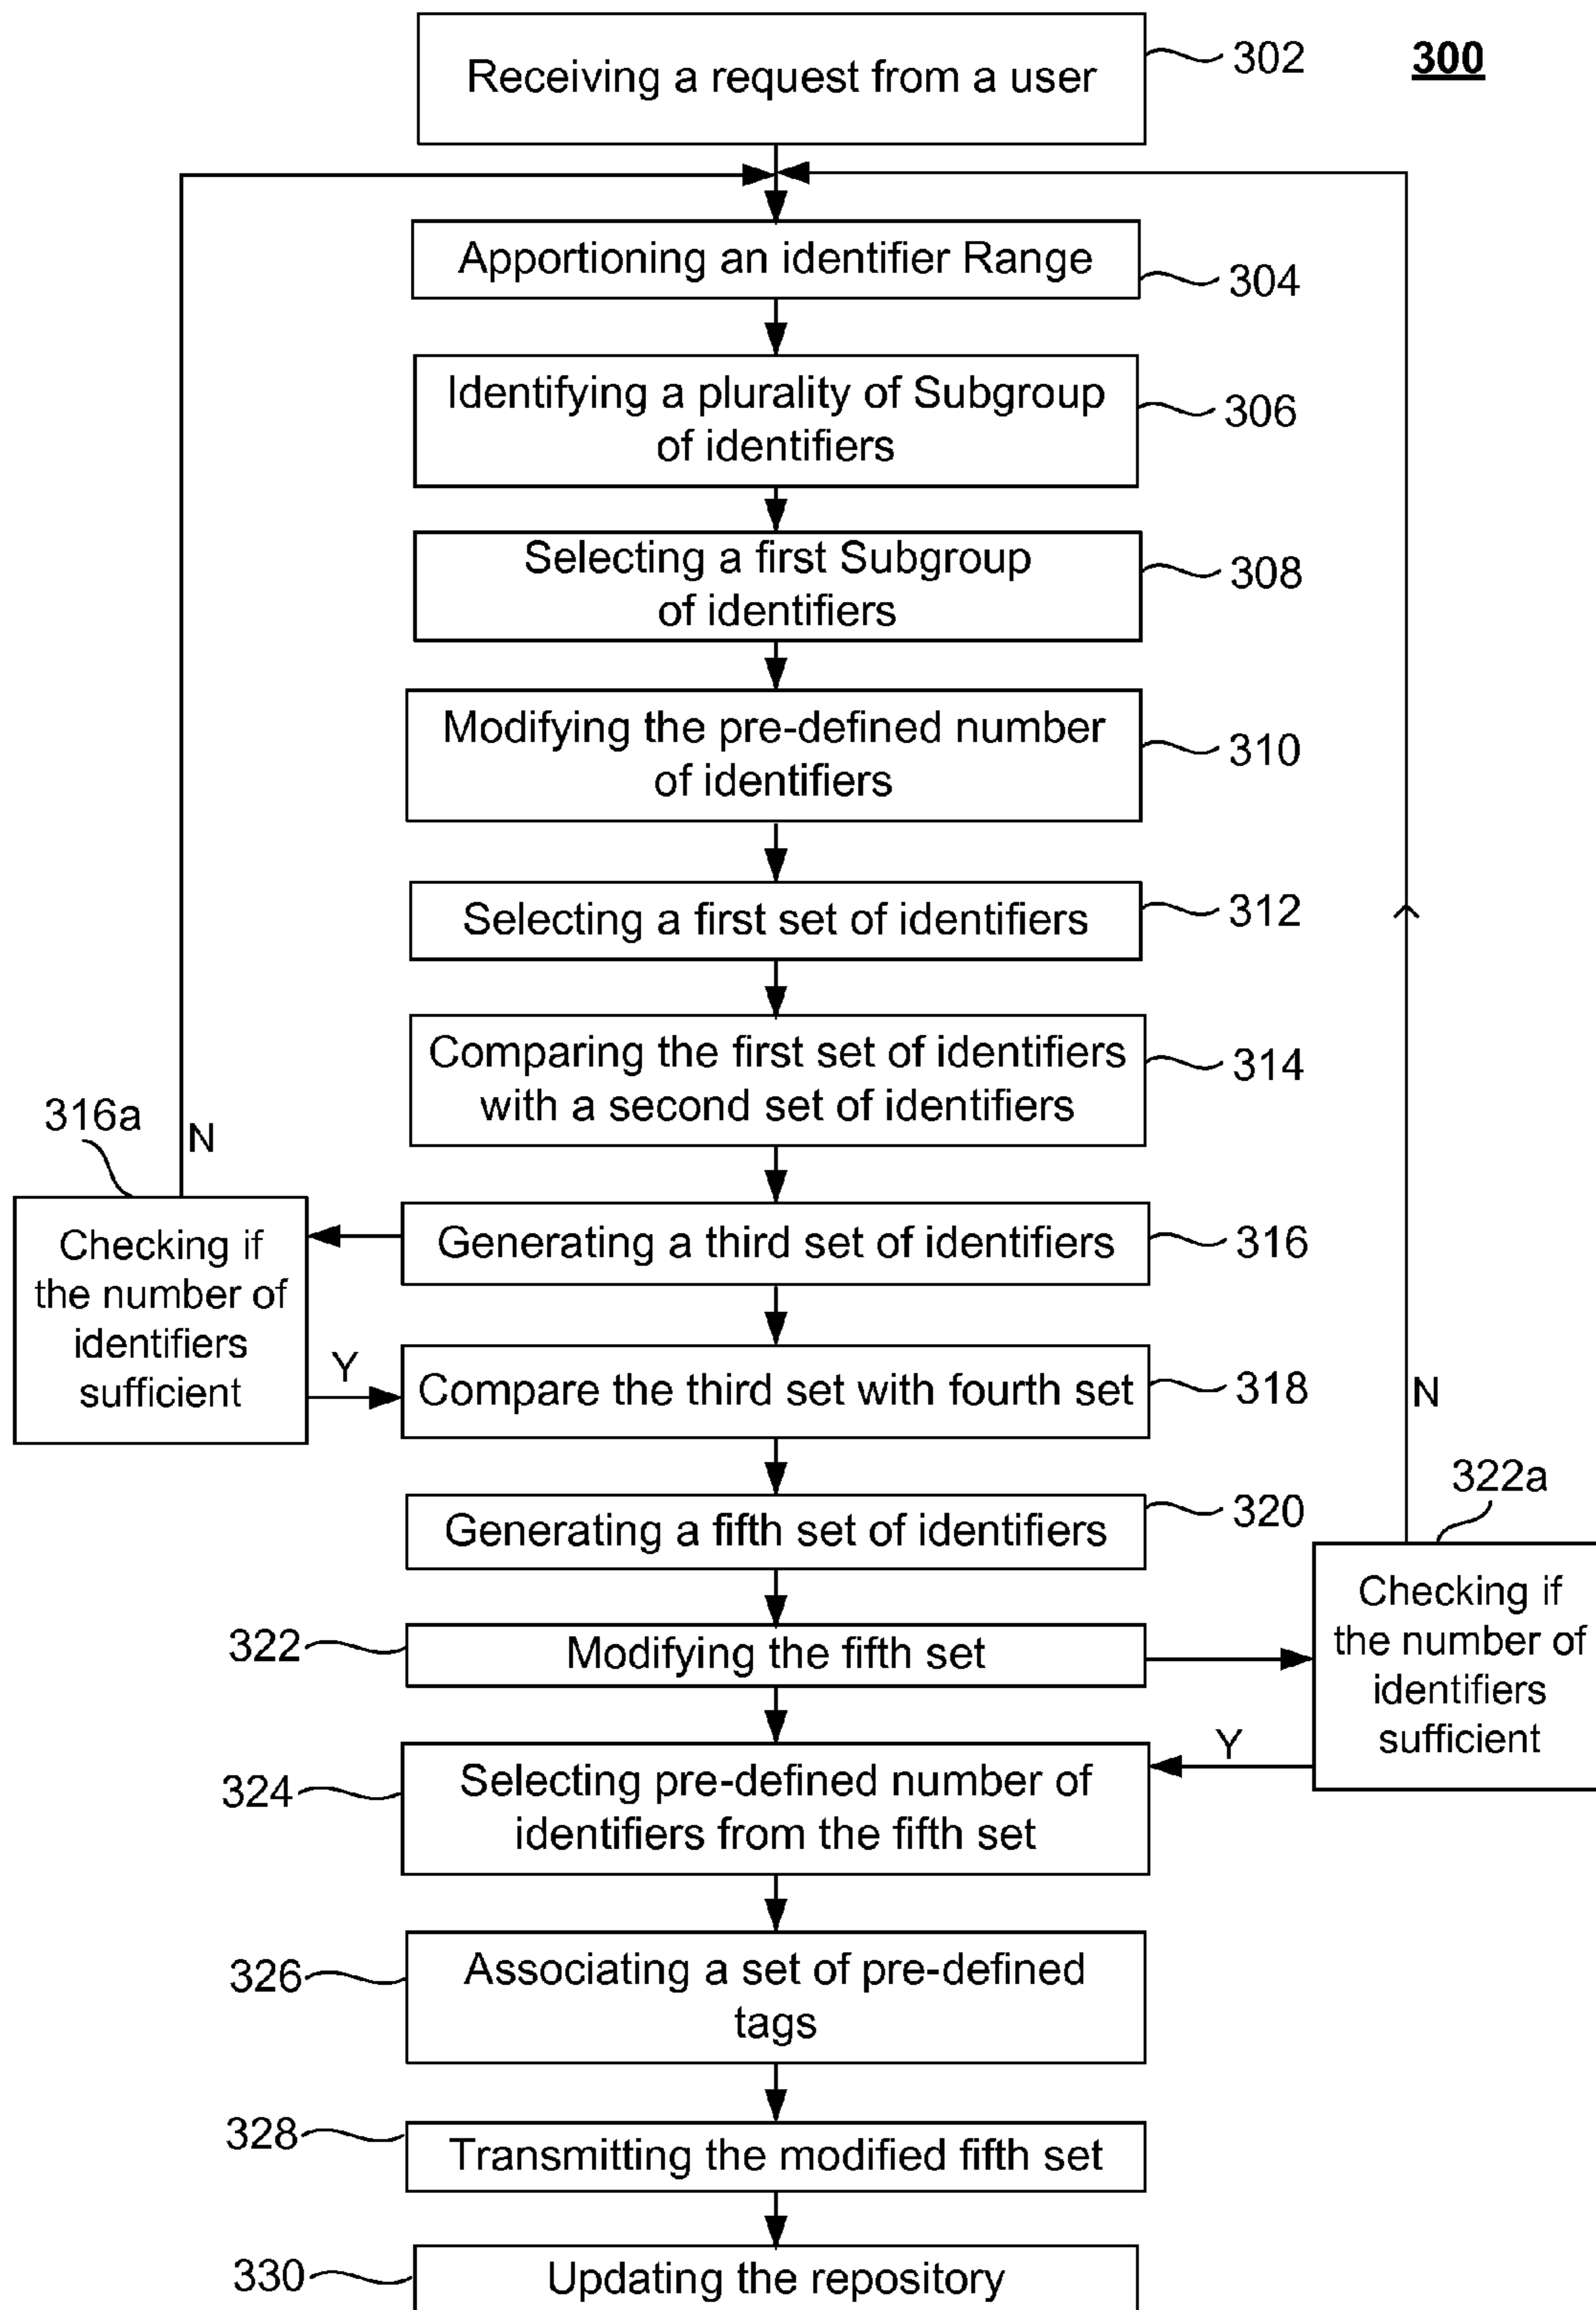 Receiving a request from a user
302
300
Apportioning an identifier Range
304
Identifying a plurality of Subgroup
of identifiers
306
Selecting a first Subgroup
of identifiers
308
Modifying the pre-defined number
of identifiers
310
Selecting a first set of identifiers
312
Comparing the first set of identifiers
with a second set of identifiers
314
316a
N
Checking if
the number of
identifiers
sufficient
Generating a third set of identifiers
316
Y
Compare the third set with fourth set
318
N
Generating a fifth set of identifiers
320
322a
Checking if
the number of
identifiers
sufficient
322
Modifying the fifth set
Y
324
Selecting pre-defined number of
identifiers from the fifth set
326
Associating a set of pre-defined
tags
328
Transmitting the modified fifth set
330
Updating the repository